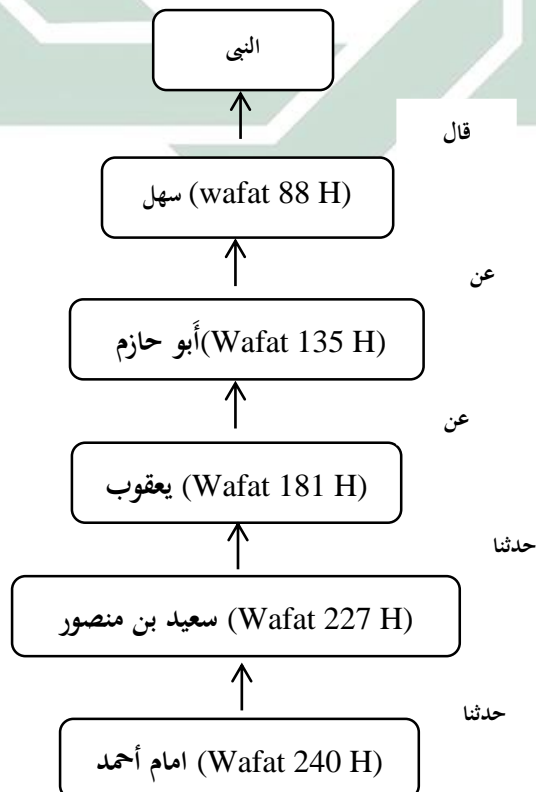 النبى
قال
سهل (wafat 88 H)
عن
أَبو حازم(Wafat 135 H)
عن
يعقوب (Wafat 181 H)
حدثنا
سعيد بن منصور (Wafat 227 H)
حدثنا
امام أحمد (Wafat 240 H)